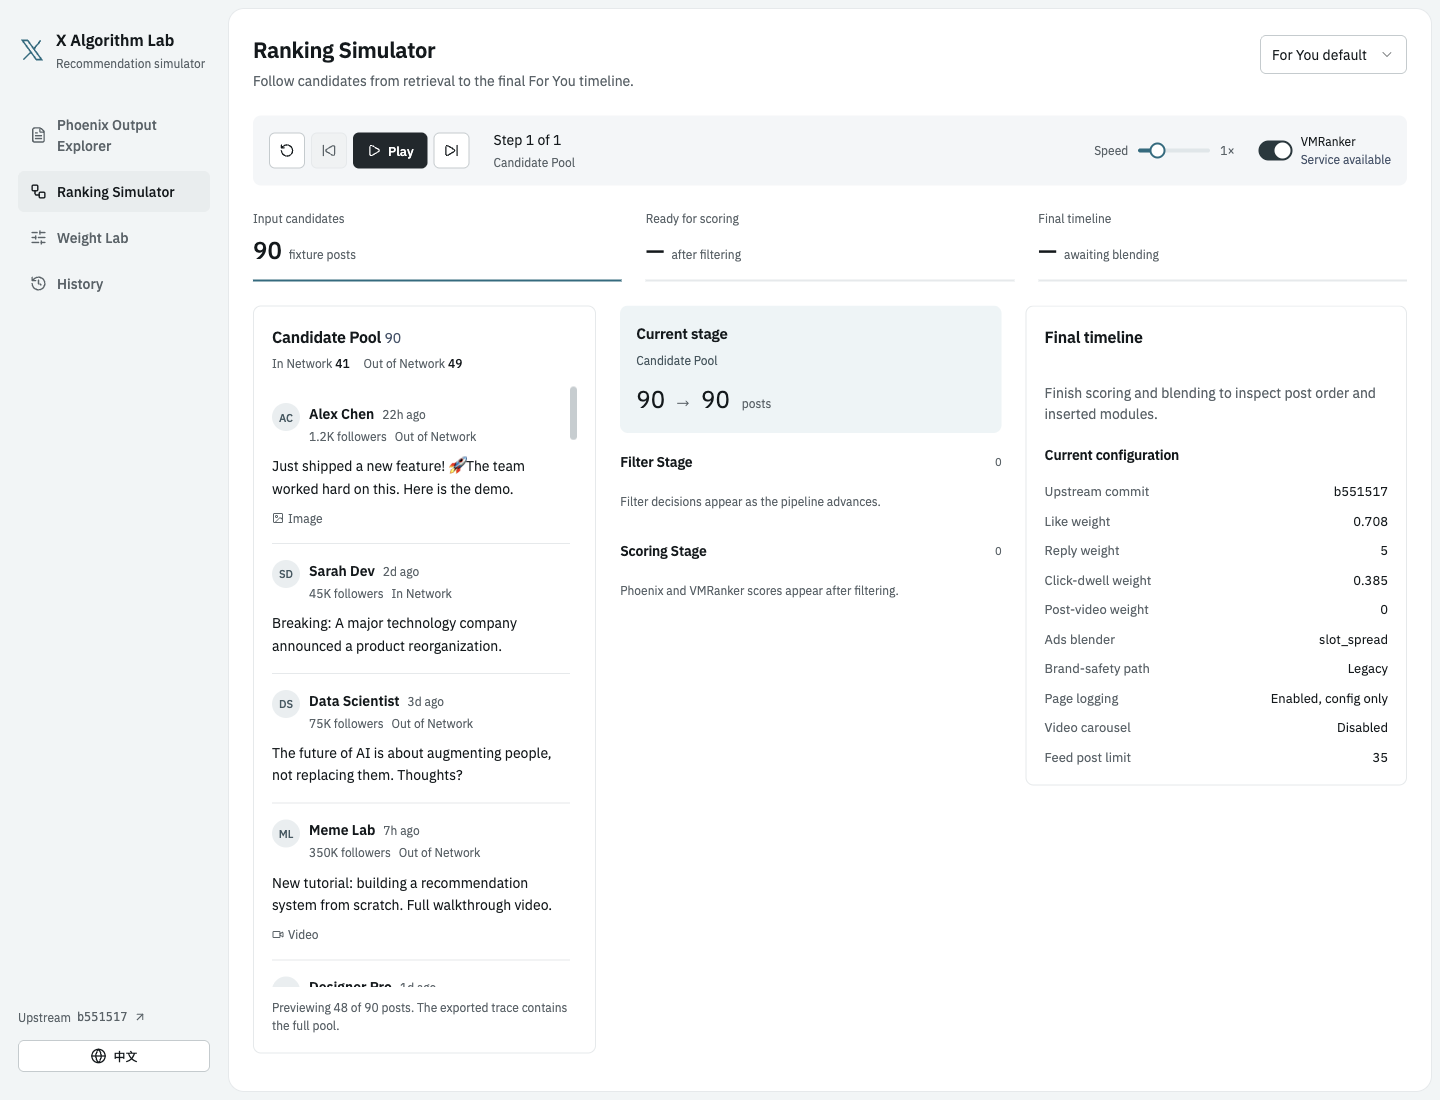 X Algorithm Lab
Recommendation simulator
Phoenix Output
Explorer
Ranking Simulator
Weight Lab
History
Upstream b551517
中文
Ranking Simulator
Follow candidates from retrieval to the final For You timeline.
For You default
Play
Step 1 of 1
Candidate Pool
Speed
1×
VMRanker
Service available
Input candidates
90 fixture posts
Ready for scoring
— after filtering
Final timeline
— awaiting blending
Candidate Pool 90
In Network 41 Out of Network 49
AC
Alex Chen 22h ago
1.2K followers Out of Network
Just shipped a new feature! 🚀The team
worked hard on this. Here is the demo.
Image
SD
Sarah Dev 2d ago
45K followers In Network
Breaking: A major technology company
announced a product reorganization.
DS
Data Scientist 3d ago
75K followers Out of Network
The future of AI is about augmenting people,
not replacing them. Thoughts?
ML
Meme Lab 7h ago
350K followers Out of Network
New tutorial: building a recommendation
system from scratch. Full walkthrough video.
Video
Designer Pro 1d ago
Previewing 48 of 90 posts. The exported trace contains
the full pool.
Current stage
Candidate Pool
90 → 90 posts
Filter Stage 0
Filter decisions appear as the pipeline advances.
Scoring Stage 0
Phoenix and VMRanker scores appear after filtering.
Final timeline
Finish scoring and blending to inspect post order and
inserted modules.
Current configuration
Upstream commit b551517
Like weight 0.708
Reply weight 5
Click-dwell weight 0.385
Post-video weight 0
Ads blender slot_spread
Brand-safety path Legacy
Page logging Enabled, config only
Video carousel Disabled
Feed post limit 35